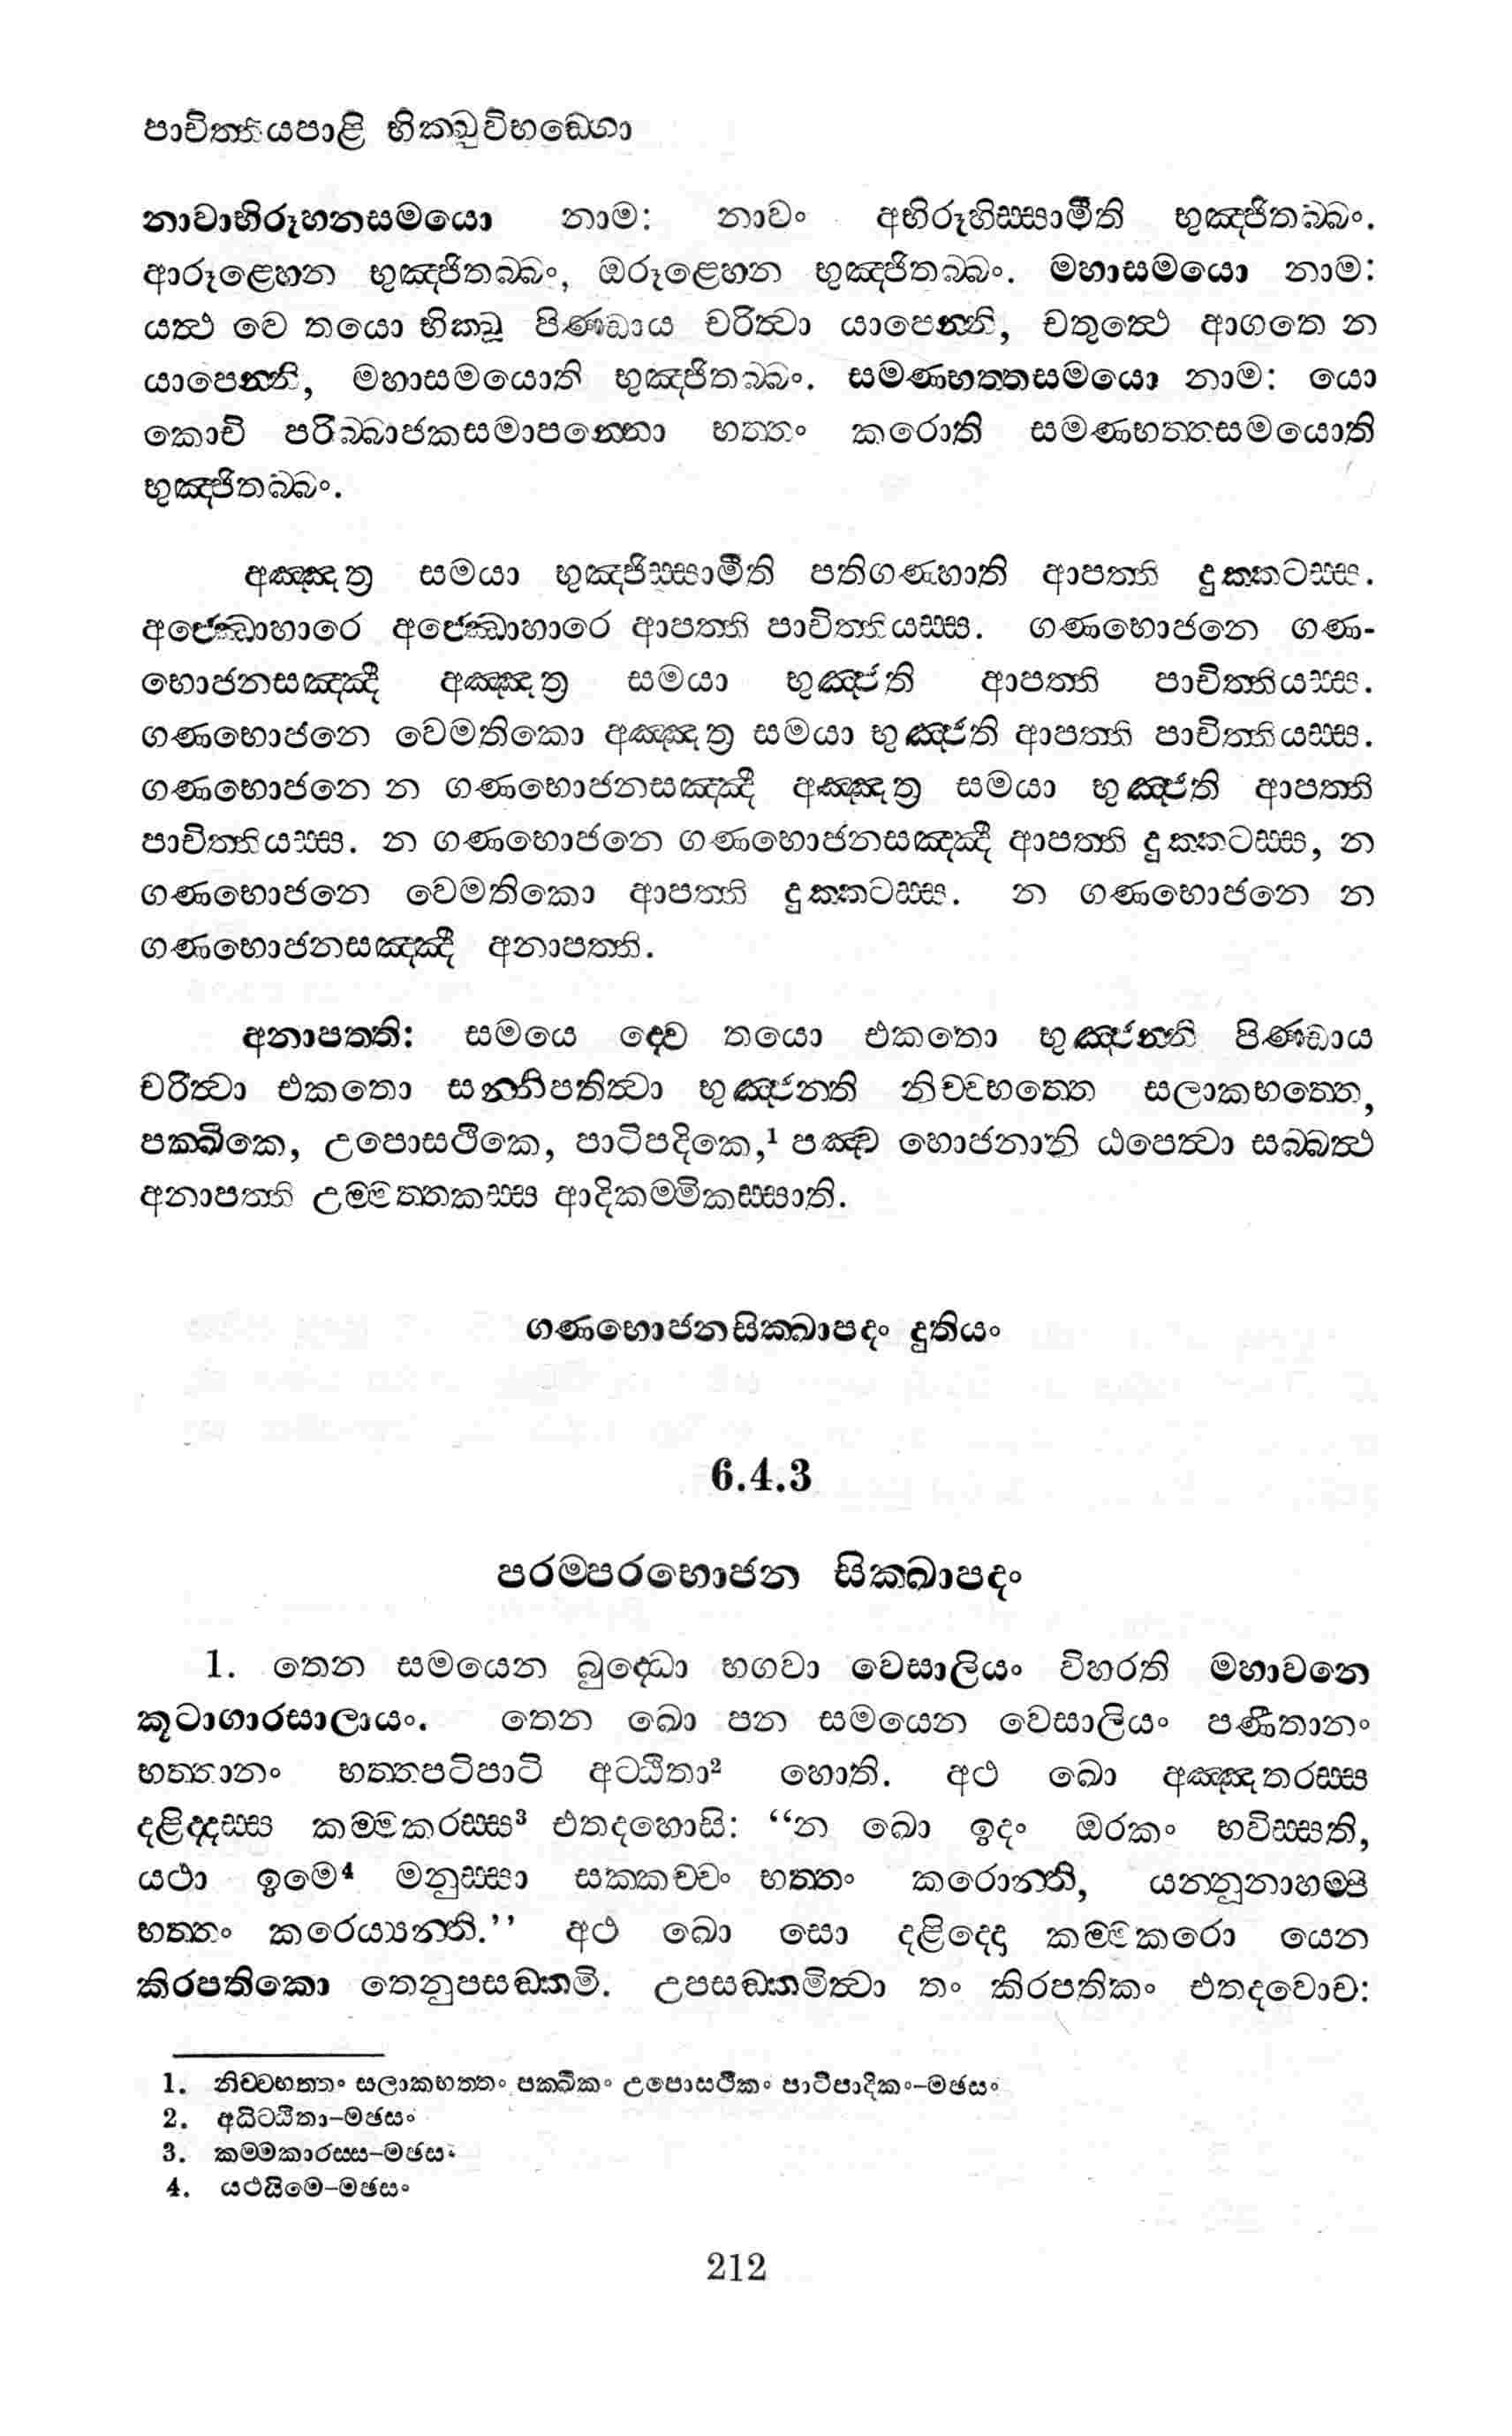 පාචිත්තියපාළි භික්ඛුවිභඞ්ගො
නාවාභිරූහනසමයො නාම: නාවං අභිරූහිස්සාමීති භුඤ්ජිතබ්බං.
ආරූළ්හෙන භුඤ්ජිතබ්බං, ඔරූළ්හෙන භුඤ්ජිතබ්බං. මහාසමයො නාම:
යත්ථ ද්වෙ තයො භික්ඛූ පිණ්ඩාය චරිත්වා යාපෙන්ති, චතුත්ථෙ ආගතෙ න
යාපෙන්ති, මහාසමයොති භුඤ්ජිතබ්බං. සමණභත්තසමයො නාම: යො
කොචි පරිබ්බාජකසමාපන්නො භත්තං කරොති සමණභත්තසමයොති
භුඤ්ජිතබ්බං.
අඤ්ඤත්‍ර සමයා භුඤ්ජිස්සාමීති පතිගණ්හාති ආපත්ති දුක්කටස්ස.
අජ්ඣොහාරෙ අජ්ඣොහාරෙ ආපත්ති පාචිත්තියස්ස. ගණභොජනෙ ගණ-
භොජනසඤ්ඤී අඤ්ඤත්‍ර සමයා භුඤ්ජති ආපත්ති පාචිත්තියස්ස.
ගණභොජනෙ වෙමතිකො අඤ්ඤත්‍ර සමයා භුඤ්ජති ආපත්ති පාචිත්තියස්ස.
ගණභොජනෙ න ගණභොජනසඤ්ඤී අඤ්ඤත්‍ර සමයා භුඤ්ජති ආපත්ති
පාචිත්තියස්ස. න ගණභොජනෙ ගණභොජනසඤ්ඤී ආපත්ති දුක්කටස්ස, න
ගණභොජනෙ වෙමතිකො ආපත්ති දුක්කටස්ස. න ගණභොජනෙ න
ගණභොජනසඤ්ඤී අනාපත්ති.
අනාපත්ති: සමයෙ ද්වෙ තයො එකතො භුඤ්ජන්ති පිණ්ඩාය
චරිත්වා එකතො සන්නිපතිත්වා භුඤ්ජන්ති නිච්චභත්තෙ සලාකභත්තෙ,
පක්ඛිකෙ, උපොසථිකෙ, පාටිපදිකෙ,¹ පඤ්ච භොජනානි ඨපෙත්වා සබ්බත්ථ
අනාපත්ති උම්මත්තකස්ස ආදිකම්මිකස්සාති.
ගණභොජනසික්ඛාපදං දුතියං
6.4.3
පරම්පරභොජන සික්ඛාපදං
1. තෙන සමයෙන බුද්ධො භගවා වෙසාලියං විහරති මහාවනෙ
කූටාගාරසාලායං. තෙන ඛො පන සමයෙන වෙසාලියං පණීතානං
භත්තානං භත්තපටිපාටි අට්ඨිතා² හොති. අථ ඛො අඤ්ඤතරස්ස
දළිද්දස්ස කම්මකරස්ස³ එතදහොසි: “න ඛො ඉදං ඔරකං භවිස්සති,
යථා ඉමෙ⁴ මනුස්සා සක්කච්චං භත්තං කරොන්ති, යන්නූනාහම්පි
භත්තං කරෙය්‍යන්ති.’’ අථ ඛො සො දළිද්දො කම්මකරො යෙන
කිරපතිකො තෙනුපසඞ්කමි. උපසඞ්කමිත්වා තං කිරපතිකං එතදවොච:
1. නිච්චභත්තං සලාකභත්තං පක්ඛිකං උපොසථිකං පාටිපාදිකං–මඡසං
2. අධිට්ඨිතා–මඡසං
3. කම්මකාරස්ස–මඡසං
4. යථයිමෙ–මඡසං
212